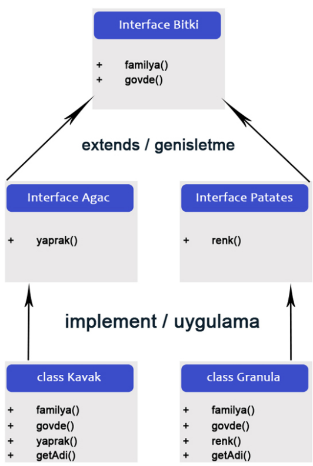 Interface Bitki
+ familya()
+ govde()
extends / genisletme
Interface Agac
+ yaprak()
Interface Patates
+ renk()
implement / uygulama
class Kavak
+ familya()
+ govde()
+ yaprak()
+ getAdi()
class Granula
+ familya()
+ govde()
+ renk()
+ getAdi()